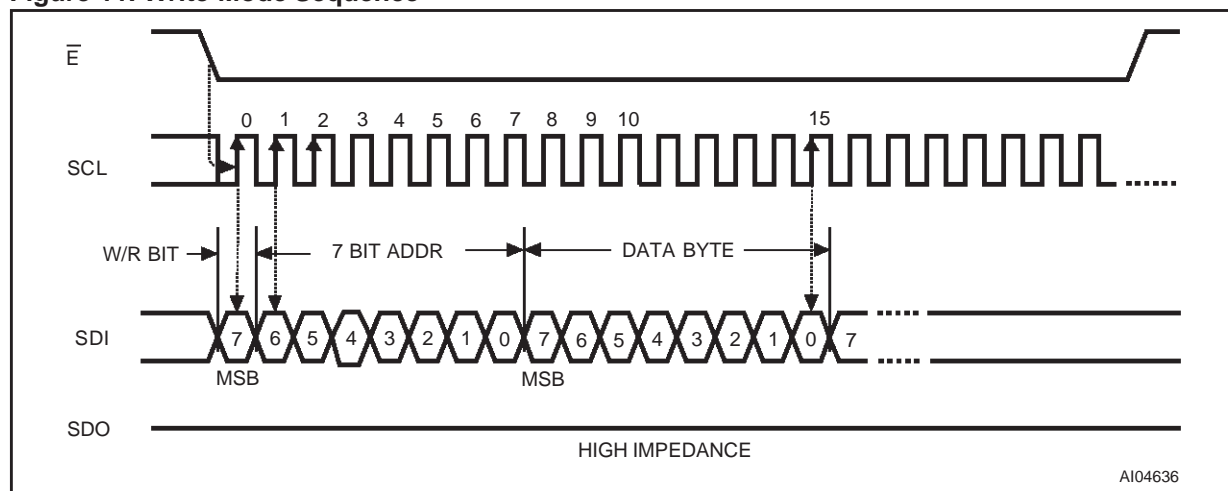 Figure Write Mode Sequence
E
0 1 2 3 4 5 6 7 8 9 10 15
SCL
W/R BIT 7 BIT ADDR DATA BYTE
SDI 7 6 5 4 3 2 1 0 7 6 5 4 3 2 1 0 7
MSB MSB
SDO
HIGH IMPEDANCE
AI04636